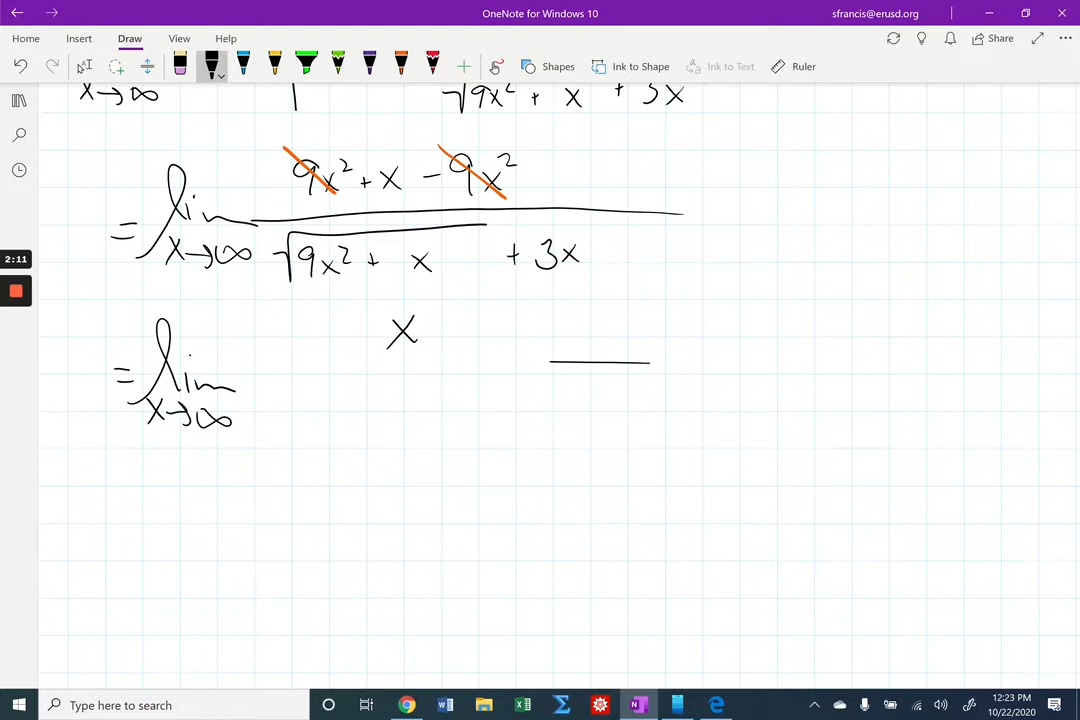 OneNote for Windows 10
sfrancis@erusd.org
Home Insert Draw View Help
Share
Shapes Ink to Shape Ink to Text Ruler
x→∞ √9x² + x + 3x
9x² + x - 9x²
= lim
x→∞ √9x² + x + 3x
2:11
x
= lim
x→∞
Type here to search
12:23 PM
10/22/2020